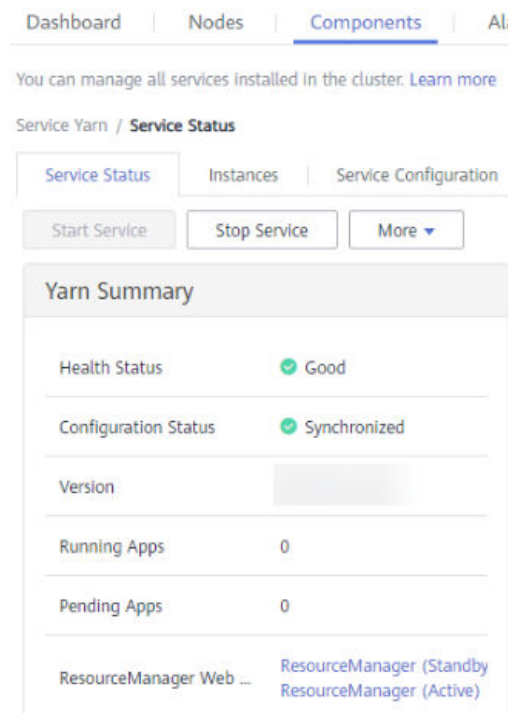 Dashboard Nodes Components
You can manage all services installed in the cluster. Learn more
Service Yarn / Service Status
Service Status Instances Service Configuration
Start Service Stop Service More
Yarn Summary
Health Status Good
Configuration Status Synchronized
Version
Running Apps 0
Pending Apps 0
ResourceManager Web ... ResourceManager (Standby
ResourceManager (Active)